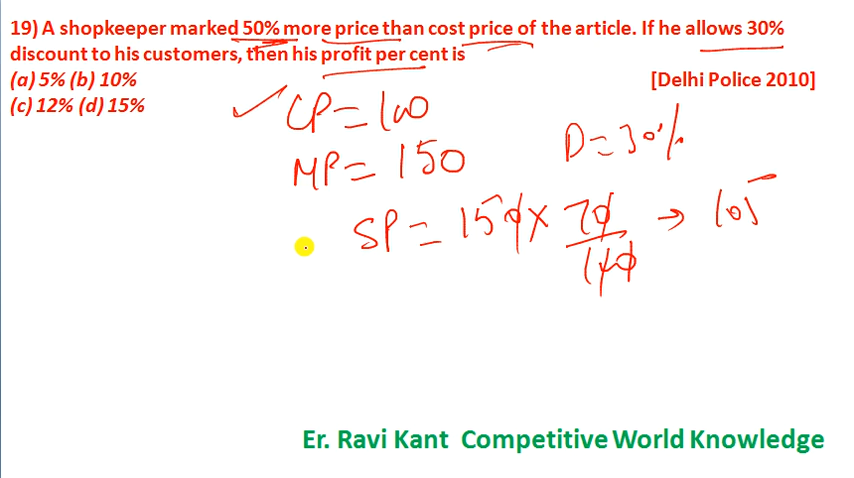 19) A shopkeeper marked 50% more price than cost price of the article. If he allows 30%
discount to his customers, then his profit per cent is
(a) 5% (b) 10% [Delhi Police 2010]
(c) 12% (d) 15%
CP = 100
D = 30%
MP = 150
SP = 150 × 70/100 → 105
Er. Ravi Kant Competitive World Knowledge